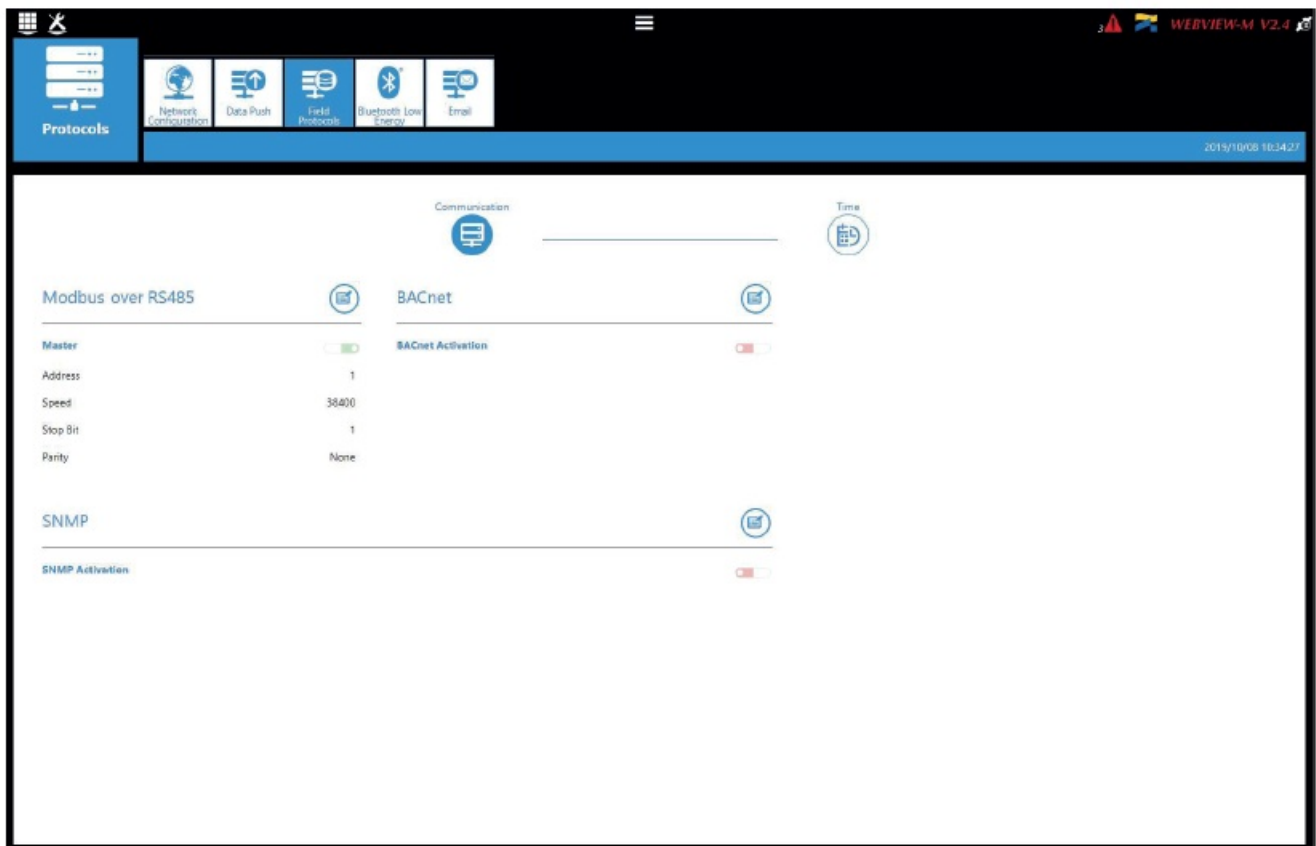 3 WEBVIEW-M V2.4
Protocols
Network Configuration
Data Push
Field Protocols
Bluetooth Low Energy
Email
2019/10/08 10:34:27
Communication
Time
Modbus over RS485
BACnet
Master
BACnet Activation
Address 1
Speed 38400
Stop Bit 1
Parity None
SNMP
SNMP Activation